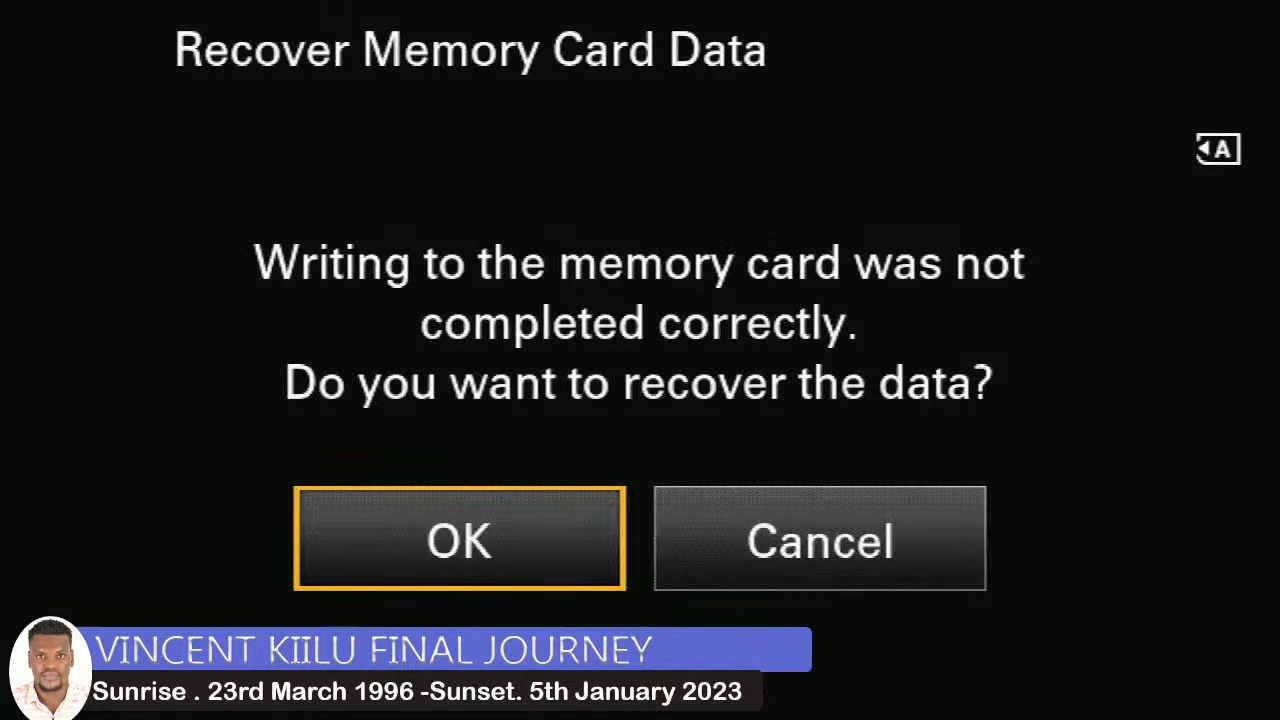 Recover Memory Card Data
A
Writing to the memory card was not
completed correctly.
Do you want to recover the data?
OK
Cancel
VINCENT KIILU FINAL JOURNEY
Sunrise . 23rd March 1996 -Sunset. 5th January 2023